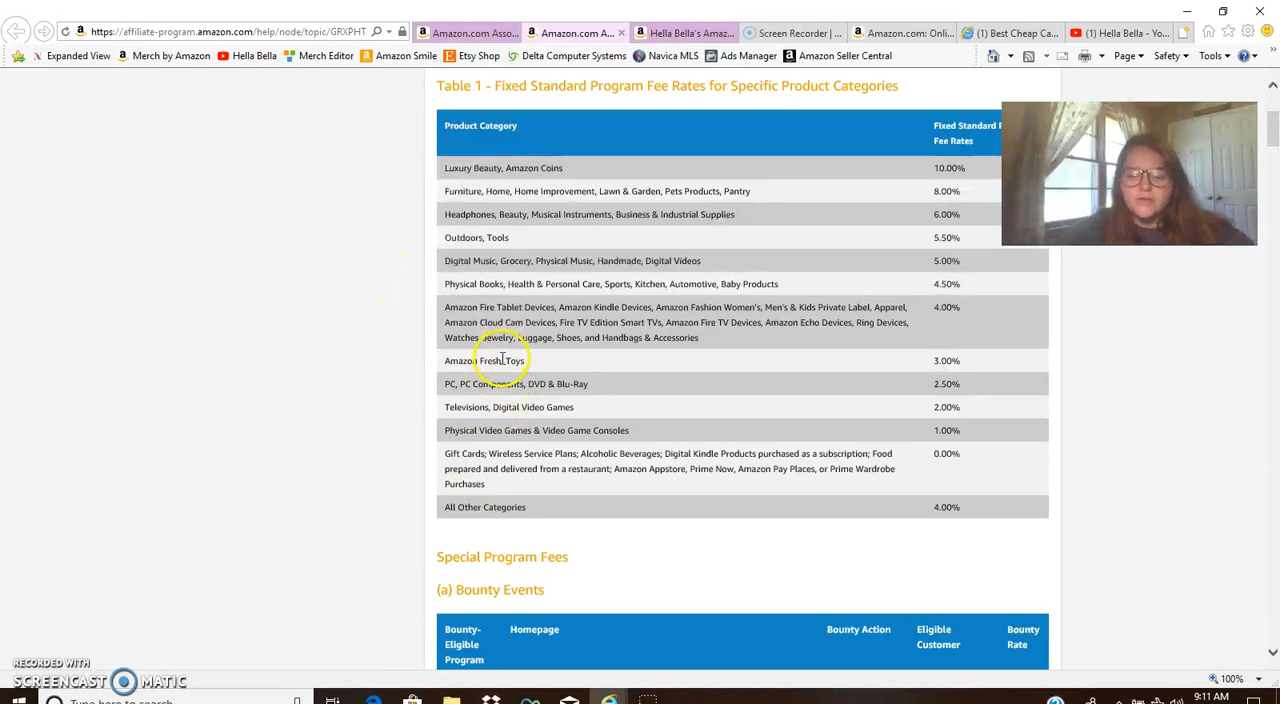 https://affiliate-program.amazon.com/help/node/topic/GRXPHT
Amazon.com Asso...
Amazon.com A...
Hella Bella's Amaz...
Screen Recorder | ...
Amazon.com: Onli...
(1) Best Cheap Ca...
(1) Hella Bella - Yo...
Expanded View
Merch by Amazon
Hella Bella
Merch Editor
Amazon Smile
Etsy Shop
Delta Computer Systems
Navica MLS
Ads Manager
Amazon Seller Central
Page
Safety
Tools
Table 1 - Fixed Standard Program Fee Rates for Specific Product Categories
Product Category
Fixed Standard
Fee Rates
Luxury Beauty, Amazon Coins 10.00%
Furniture, Home, Home Improvement, Lawn & Garden, Pets Products, Pantry 8.00%
Headphones, Beauty, Musical Instruments, Business & Industrial Supplies 6.00%
Outdoors, Tools 5.50%
Digital Music, Grocery, Physical Music, Handmade, Digital Videos 5.00%
Physical Books, Health & Personal Care, Sports, Kitchen, Automotive, Baby Products 4.50%
Amazon Fire Tablet Devices, Amazon Kindle Devices, Amazon Fashion Women's, Men's & Kids Private Label, Apparel, 4.00%
Amazon Cloud Cam Devices, Fire TV Edition Smart TVs, Amazon Fire TV Devices, Amazon Echo Devices, Ring Devices,
Watches Jewelry, Luggage, Shoes, and Handbags & Accessories
Amazon Fresh, Toys 3.00%
PC, PC Components, DVD & Blu-Ray 2.50%
Televisions, Digital Video Games 2.00%
Physical Video Games & Video Game Consoles 1.00%
Gift Cards; Wireless Service Plans; Alcoholic Beverages; Digital Kindle Products purchased as a subscription; Food 0.00%
prepared and delivered from a restaurant; Amazon Appstore, Prime Now, Amazon Pay Places, or Prime Wardrobe
Purchases
All Other Categories 4.00%
Special Program Fees
(a) Bounty Events
Bounty-
Eligible
Program
Homepage
Bounty Action
Eligible
Customer
Bounty
Rate
RECORDED WITH
SCREENCAST MATIC
100%
Type here to search
9:11 AM